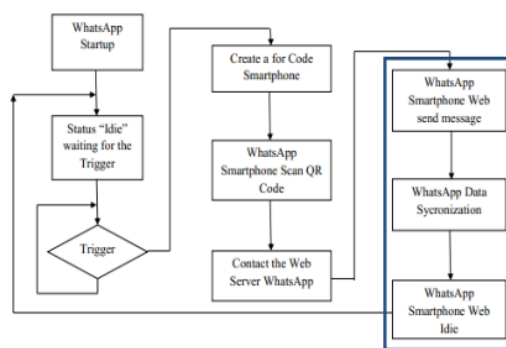 WhatsApp
Startup
Status “Idie”
waiting for the
Trigger
Trigger
Create a for Code
Smartphone
WhatsApp
Smartphone Scan QR
Code
Contact the Web
Server WhatsApp
WhatsApp
Smartphone Web
send message
WhatsApp Data
Sycronization
WhatsApp
Smartphone Web
Idie